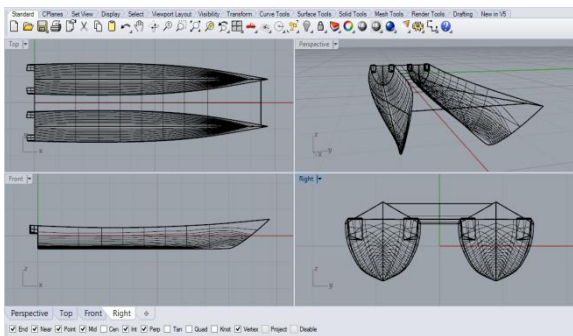 Standard CPlanes Set View Display Select Viewport Layout Visibility Transform Curve Tools Surface Tools Solid Tools Mesh Tools Render Tools Drafting New in V5
Top
Perspective
y
x
z
y
x
Front
Right
z
x
z
y
Perspective Top Front Right
End Near Point Mid Cen Int Perp Tan Quad Knot Vertex Project Disable